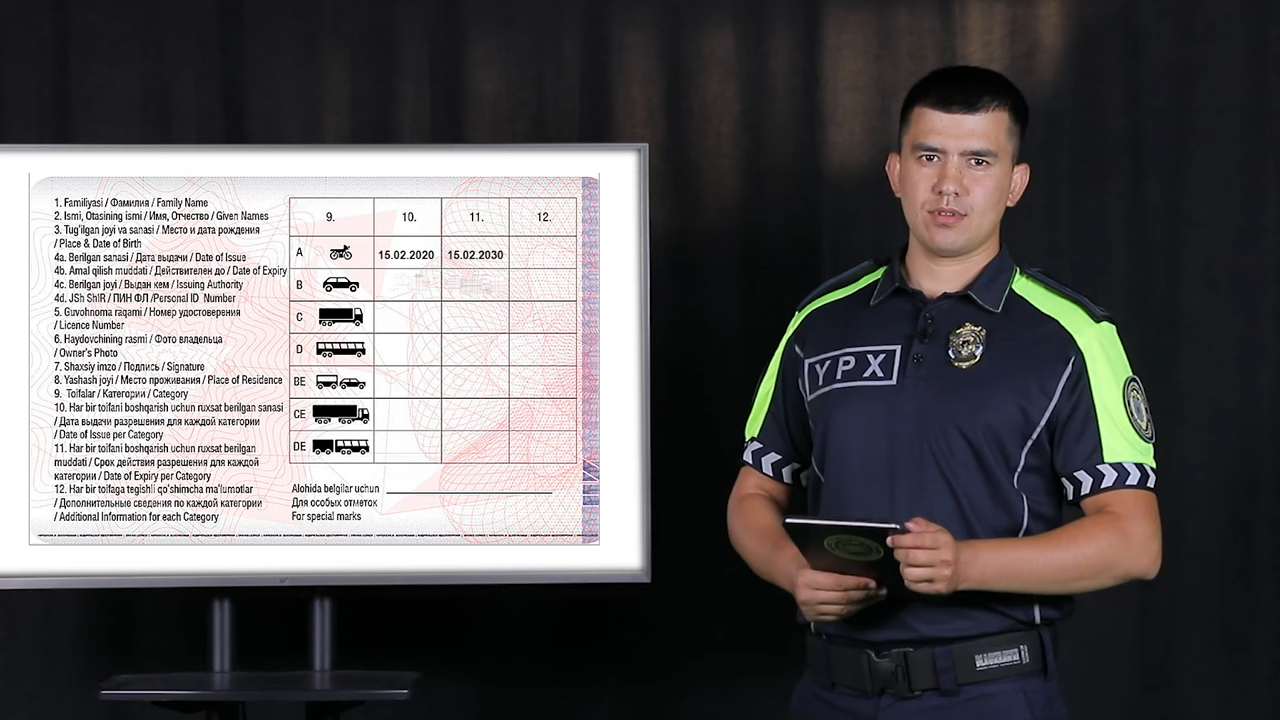 1. Familiyasi / Фамилия / Family Name
2. Ismi, Otasining ismi / Имя, Отчество / Given Names
3. Tug'ilgan joyi va sanasi / Место и дата рождения
/ Place & Date of Birth
4a. Berilgan sanasi / Дата выдачи / Date of Issue
4b. Amal qilish muddati / Действителен до / Date of Expiry
4c. Berilgan joyi / Выдан кем / Issuing Authority
4d. JSh ShIR / ПИН ФЛ /Personal ID Number
5. Guvohnoma raqami / Номер удостоверения
/ Licence Number
6. Haydovchining rasmi / Фото владельца
/ Owner's Photo
7. Shaxsiy imzo / Подпись / Signature
8. Yashash joyi / Место проживания / Place of Residence
9. Toifalar / Категории / Category
10. Har bir toifani boshqarish uchun ruxsat berilgan sanasi
/ Дата выдачи разрешения для каждой категории
/ Date of Issue per Category
11. Har bir toifani boshqarish uchun ruxsat berilgan
muddati / Срок действия разрешения для каждой
категории / Date of Expiry per Category
12. Har bir toifaga tegishli qo'shimcha ma'lumotlar
/ Дополнительные сведения по каждой категории
/ Additional Information for each Category
9. 10. 11. 12.
A 15.02.2020 15.02.2030
B
C
D
BE
CE
DE
Alohida belgilar uchun
Для особых отметок
For special marks
YPX